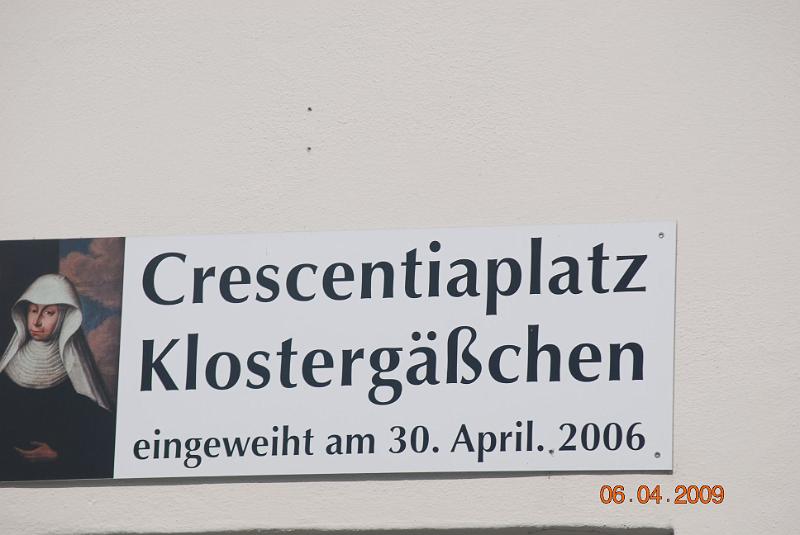 Crescentiaplatz
Klostergäßchen
eingeweiht am 30. April. 2006
06.04.2009